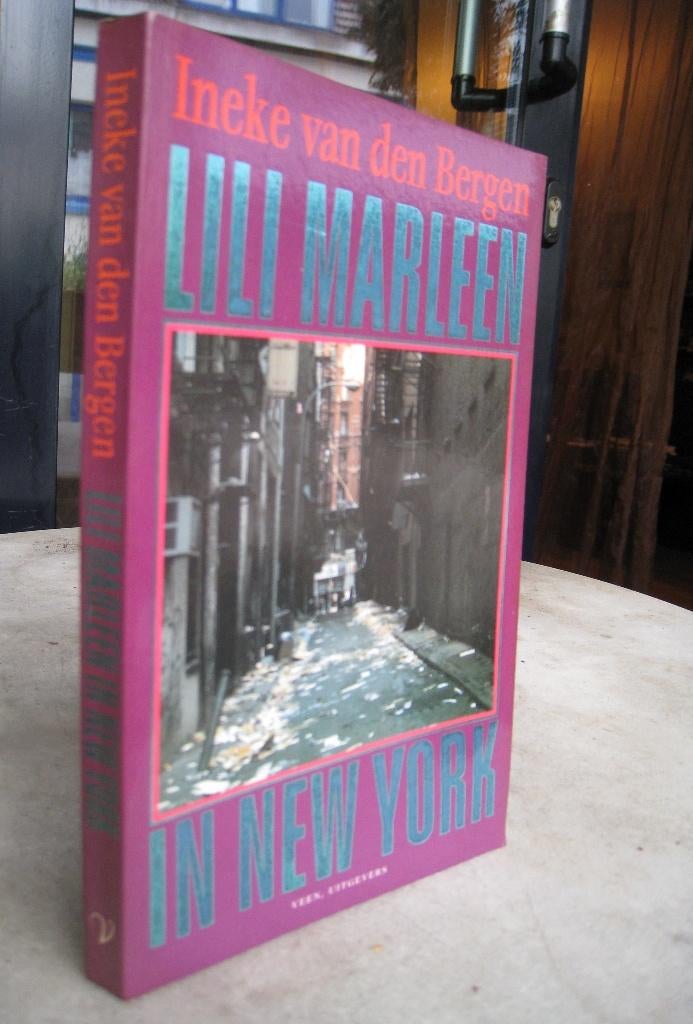 Ineke van den Bergen
LILI MARLEEN
IN NEW YORK
VEEN, UITGEVERS
Ineke van den Bergen
LILI MARLEEN IN NEW YORK